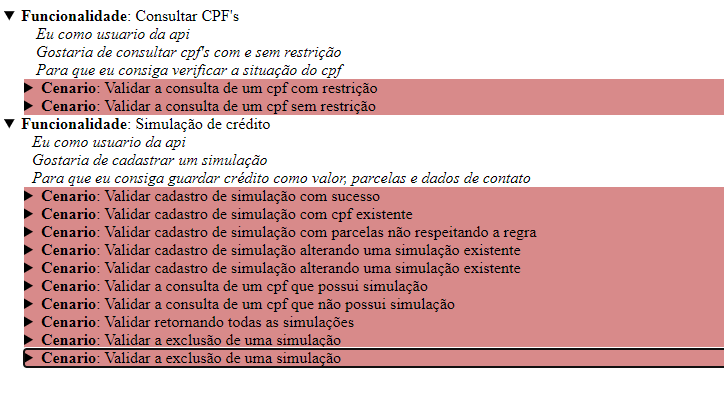 Funcionalidade: Consultar CPF's
Eu como usuario da api
Gostaria de consultar cpf's com e sem restrição
Para que eu consiga verificar a situação do cpf
Cenario: Validar a consulta de um cpf com restrição
Cenario: Validar a consulta de um cpf sem restrição
Funcionalidade: Simulação de crédito
Eu como usuario da api
Gostaria de cadastrar um simulação
Para que eu consiga guardar crédito como valor, parcelas e dados de contato
Cenario: Validar cadastro de simulação com sucesso
Cenario: Validar cadastro de simulação com cpf existente
Cenario: Validar cadastro de simulação com parcelas não respeitando a regra
Cenario: Validar cadastro de simulação alterando uma simulação existente
Cenario: Validar cadastro de simulação alterando uma simulação existente
Cenario: Validar a consulta de um cpf que possui simulação
Cenario: Validar a consulta de um cpf que não possui simulação
Cenario: Validar retornando todas as simulações
Cenario: Validar a exclusão de uma simulação
Cenario: Validar a exclusão de uma simulação